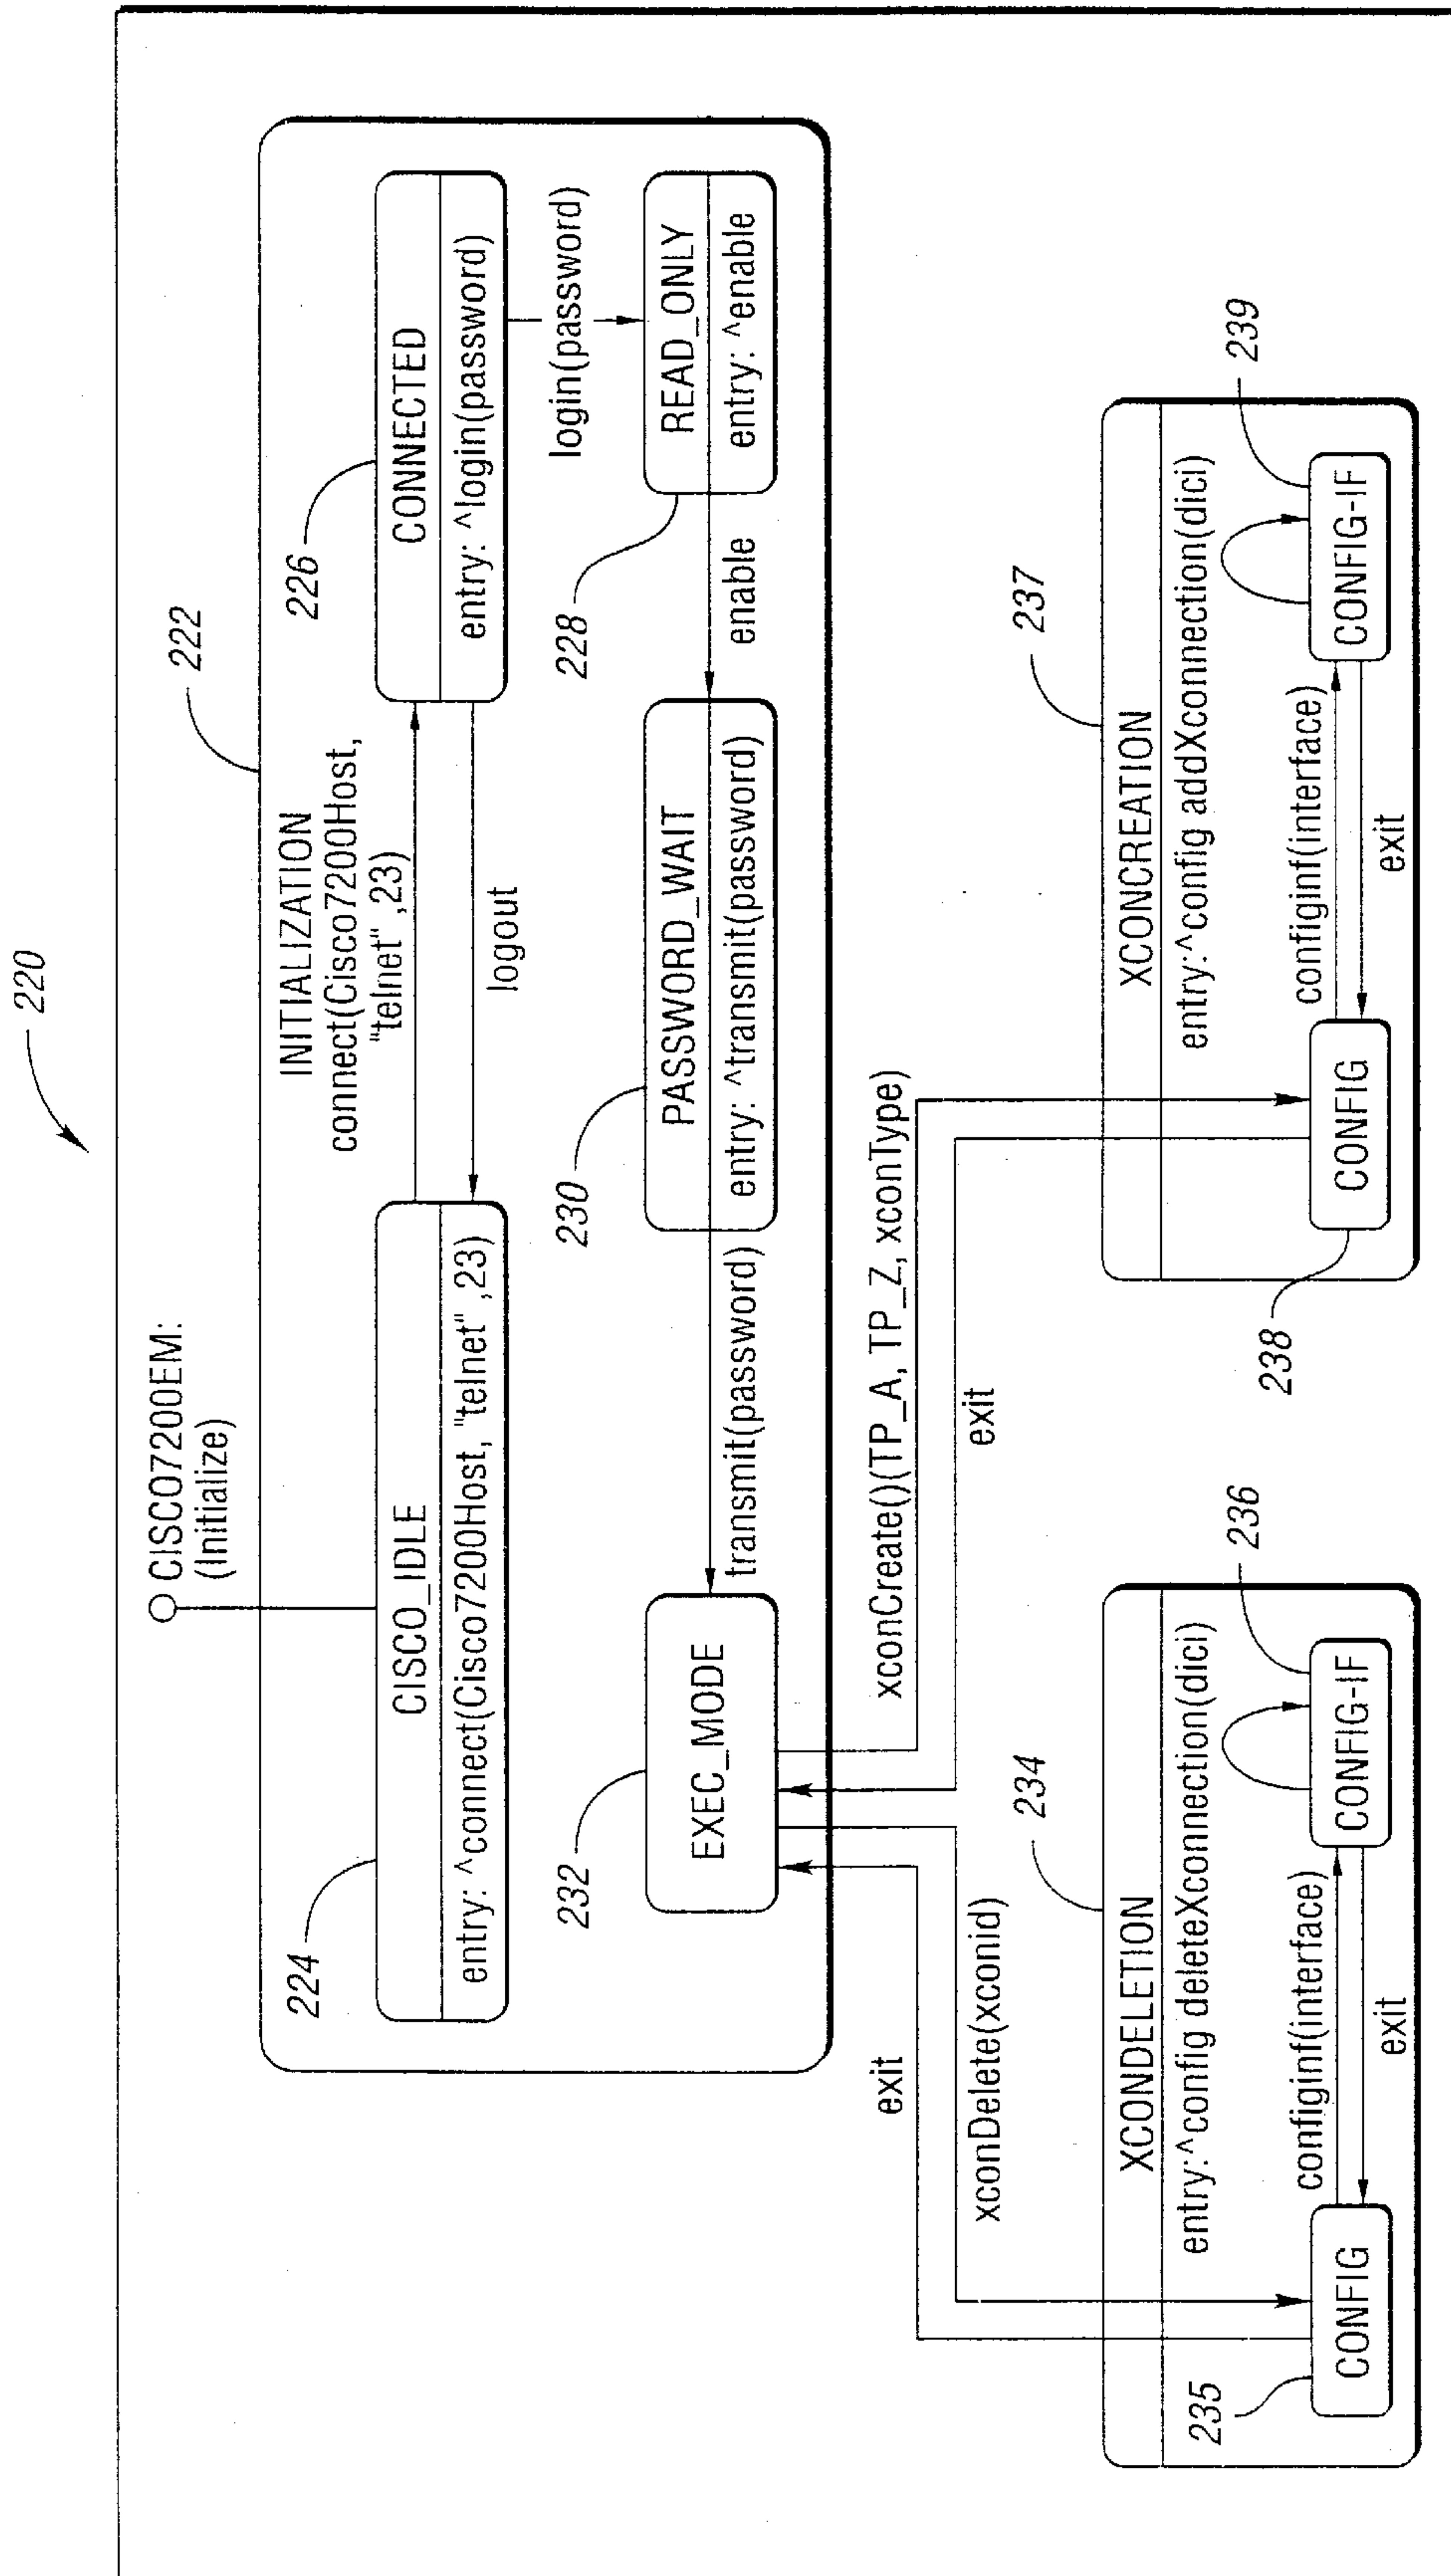 220
CISCO7200EM:
(Initialize)
222
INITIALIZATION
connect(Cisco7200Host,
"telnet" ,23)
224
CISCO_IDLE
entry: ^connect(Cisco7200Host, "telnet" ,23)
logout
226
CONNECTED
entry: ^login(password)
login(password)
228
READ_ONLY
entry: ^enable
enable
230
PASSWORD_WAIT
entry: ^transmit(password)
transmit(password)
232
EXEC_MODE
xconCreate()(TP_A, TP_Z, xconType)
exit
exit
xconDelete(xconid)
234
XCONDELETION
entry:^config deleteXconnection(dici)
235
CONFIG
configinf(interface)
exit
236
CONFIG-IF
237
XCONCREATION
entry:^config addXconnection(dici)
238
CONFIG
configinf(interface)
exit
239
CONFIG-IF